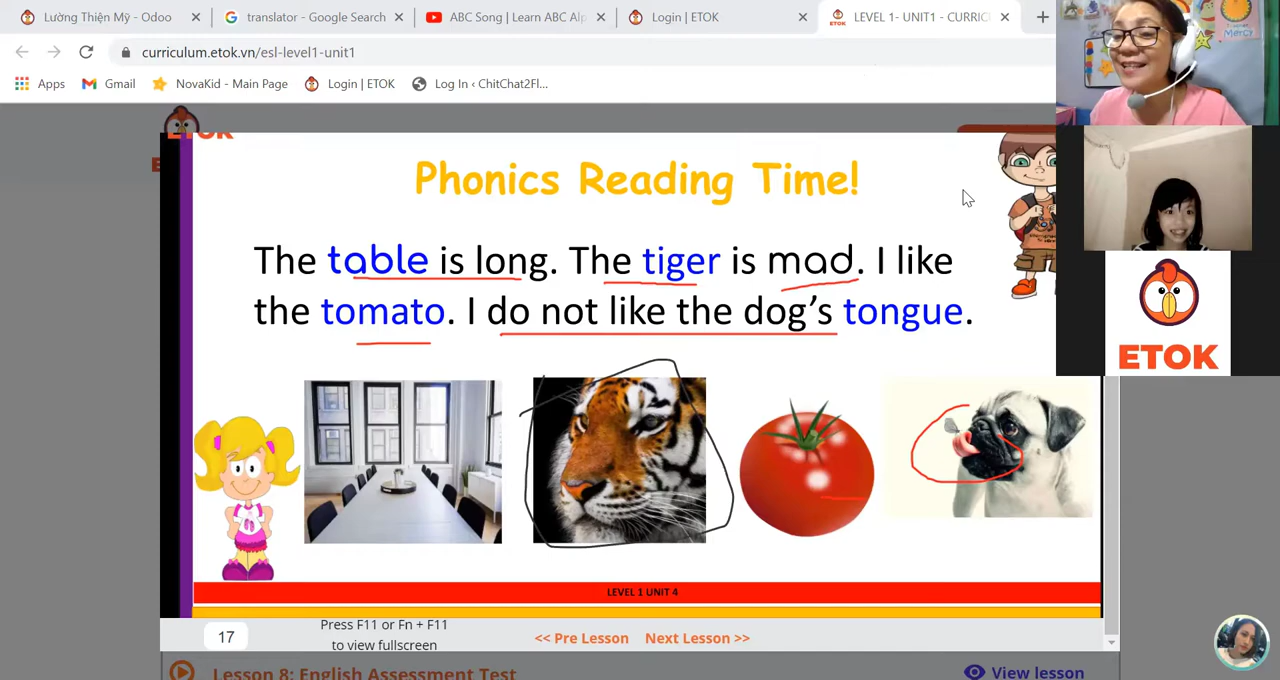 Lường Thiện Mỹ - Odoo
translator - Google Search
ABC Song | Learn ABC Al
Login | ETOK
LEVEL 1- UNIT1 - CURRIC
curriculum.etok.vn/esl-level1-unit1
Apps
Gmail
NovaKid - Main Page
Login | ETOK
Log In ‹ ChitChat2Fl...
Mercy
ETOK
Phonics Reading Time!
The table is long. The tiger is mad. I like
the tomato. I do not like the dog's tongue.
ETOK
LEVEL 1 UNIT 4
17
Press F11 or Fn + F11
to view fullscreen
<< Pre Lesson
Next Lesson >>
Lesson 8: English Assessment Test
View lesson